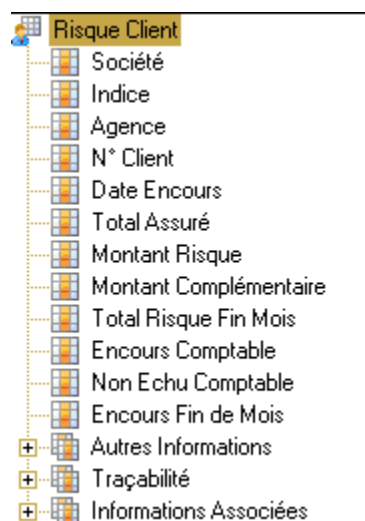 Risque Client
Société
Indice
Agence
N° Client
Date Encours
Total Assuré
Montant Risque
Montant Complémentaire
Total Risque Fin Mois
Encours Comptable
Non Echu Comptable
Encours Fin de Mois
Autres Informations
Traçabilité
Informations Associées